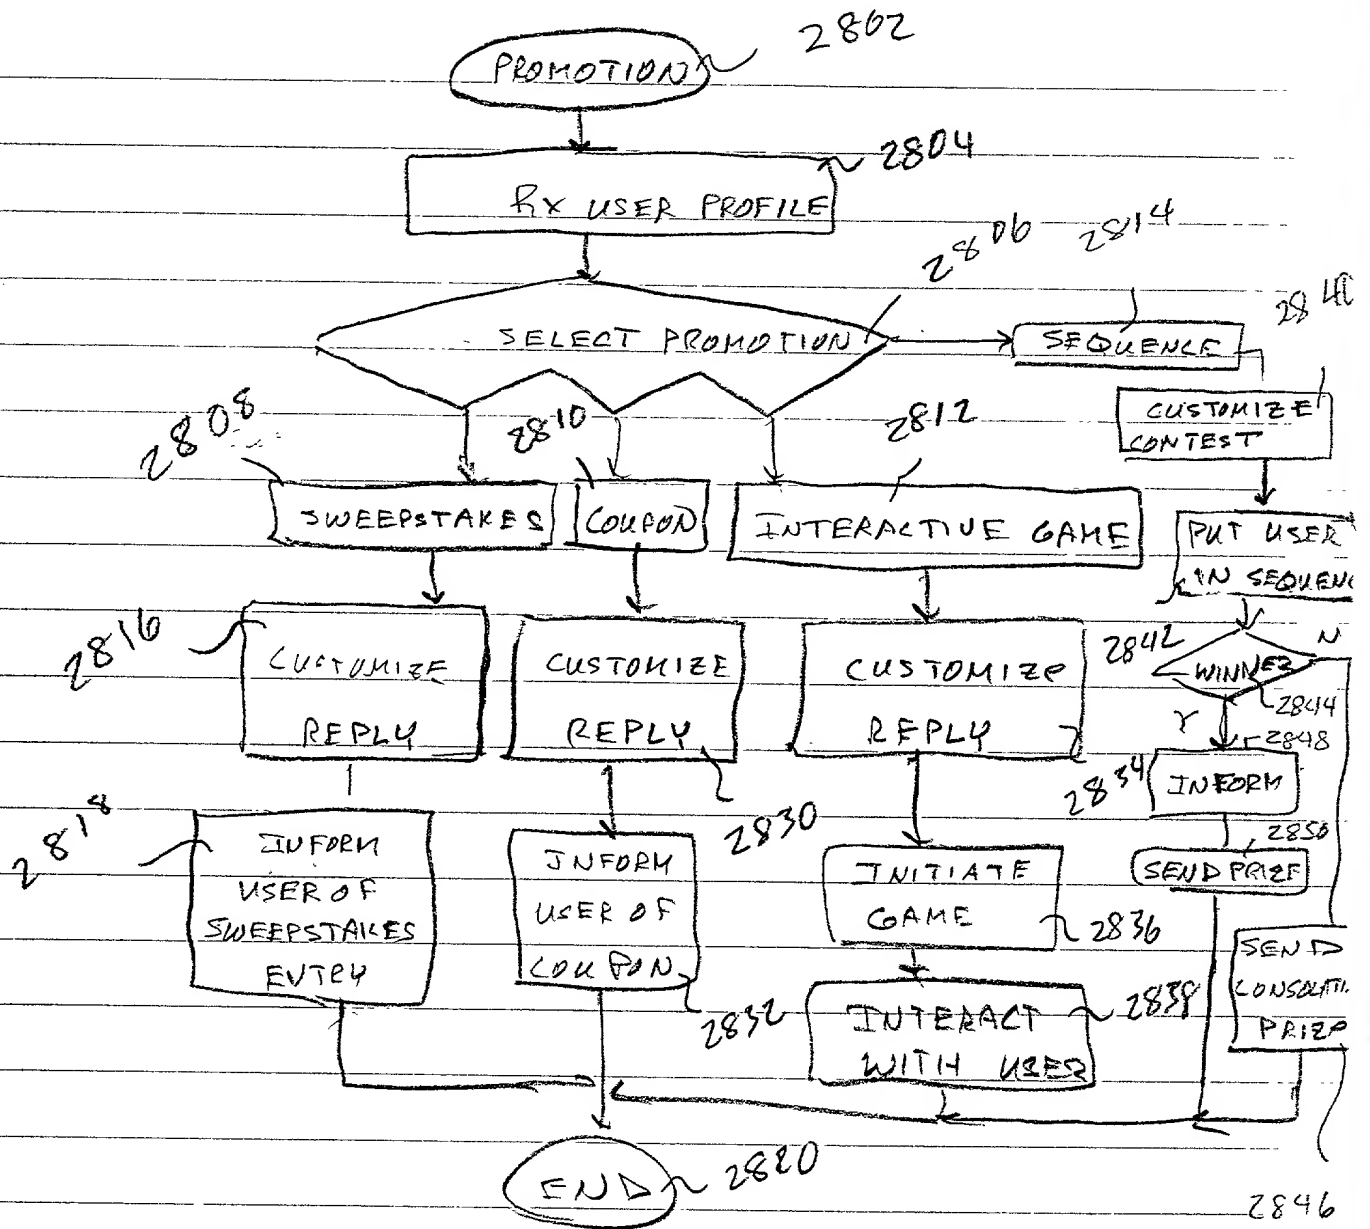 PROMOTION 2802
2804
Rx USER PROFILE
2806 2814
SELECT PROMOTION
SEQUENCE
CUSTOMIZE
CONTEST
2808 2810 2812
SWEEPSTAKES
COUPON
INTERACTIVE GAME
PUT USER
IN SEQUENC
2816
CUSTOMIZE
REPLY
CUSTOMIZE
REPLY
2830
CUSTOMIZE
REPLY
2834
2842
WINNER
N
2844
Y
2848
INFORM
2850
SEND PRIZE
2818
INFORM
USER OF
SWEEPSTAKES
ENTRY
INFORM
USER OF
COUPON
2832
INITIATE
GAME
2836
INTERACT
WITH USER
2838
SEND
CONSOLATI
PRIZE
2846
END 2820